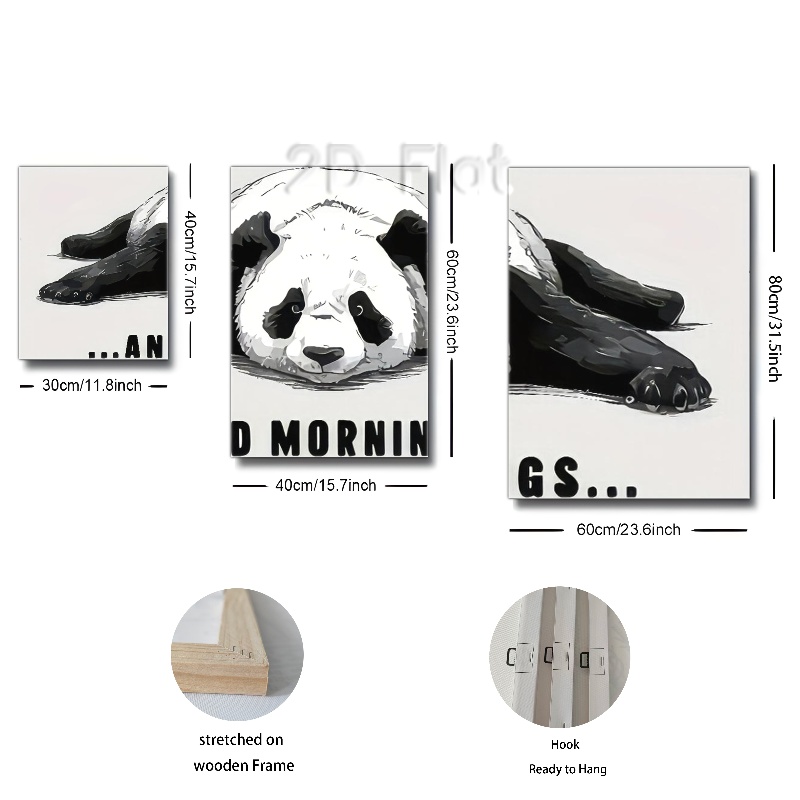 2D Flat
...AN
D MORNIN
GS...
40cm/15.7inch
60cm/23.6inch
80cm/31.5inch
30cm/11.8inch
40cm/15.7inch
60cm/23.6inch
stretched on
wooden Frame
Hook
Ready to Hang